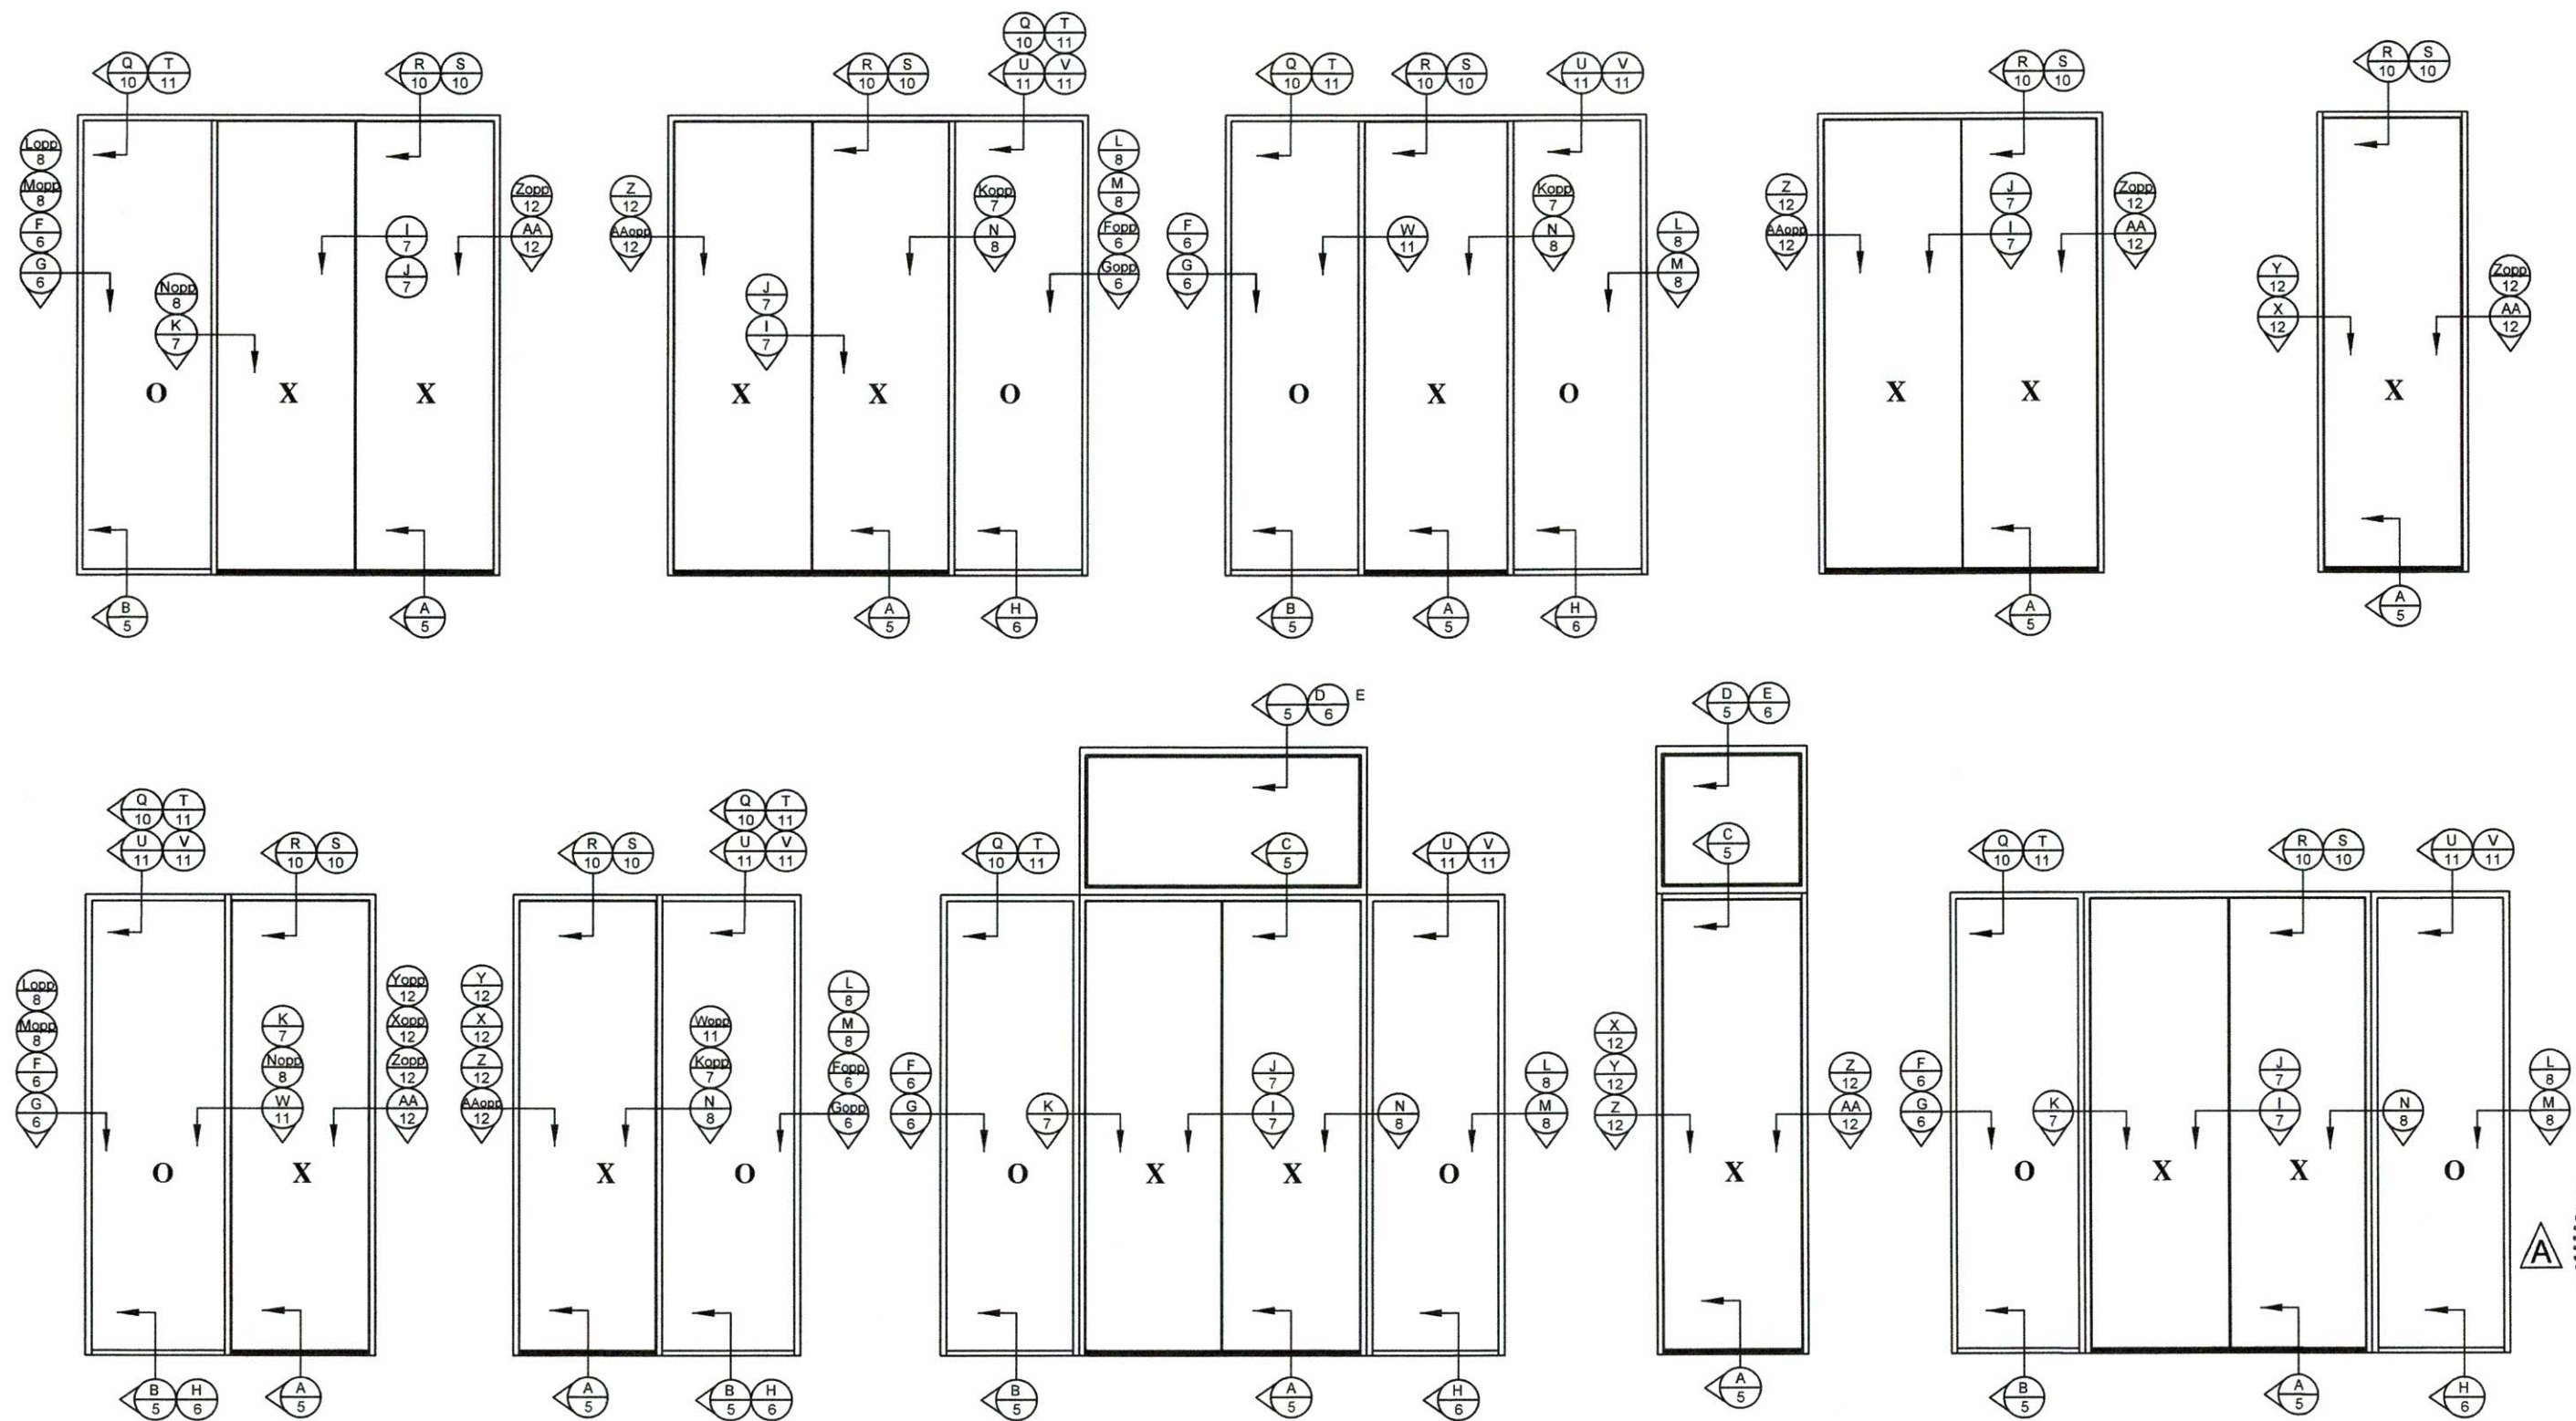 Q T
10 11
R S
10 10
Lopp
8
Mopp
8
F
6
G
6
Nopp
8
K
7
I
7
J
7
Zopp
12
AA
12
O X X
B
5
A
5
R S
10 10
Q T
10 11
U V
11 11
Z
12
AAopp
12
J
7
I
7
Kopp
7
N
8
L
8
M
8
Fopp
6
Gopp
6
X X O
A
5
H
6
Q T
10 11
R S
10 10
U V
11 11
F
6
G
6
W
11
Kopp
7
N
8
L
8
M
8
O X O
B
5
A
5
H
6
R S
10 10
Z
12
AAopp
12
J
7
I
7
Zopp
12
AA
12
X X
A
5
R S
10 10
Y
12
X
12
Zopp
12
AA
12
X
A
5
Q T
10 11
U V
11 11
R S
10 10
Lopp
8
Mopp
8
F
6
G
6
K
7
Nopp
8
W
11
Yopp
12
Xopp
12
Zopp
12
AA
12
O X
B H
5 6
A
5
R S
10 10
Q T
10 11
U V
11 11
Y
12
X
12
Z
12
AAopp
12
Wopp
11
Kopp
7
N
8
L
8
M
8
Fopp
6
Gopp
6
X O
A
5
B H
5 6
D E
5 6
Q T
10 11
C
5
U V
11 11
F
6
G
6
K
7
J
7
I
7
N
8
L
8
M
8
O X X O
B
5
A
5
H
6
D E
5 6
C
5
X
12
Y
12
Z
12
Z
12
AA
12
X
A
5
Q T
10 11
R S
10 10
U V
11 11
F
6
G
6
K
7
J
7
I
7
N
8
L
8
M
8
O X X O
B
5
A
5
H
6
A